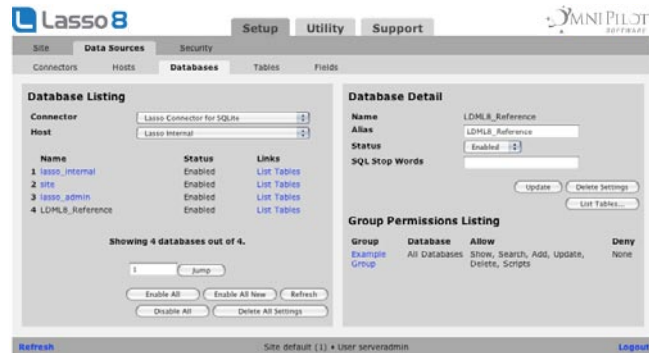 Lasso 8
Setup Utility Support
OMNIPILOT
SOFTWARE
Site Data Sources Security
Connectors Hosts Databases Tables Fields
Database Listing
Connector Lasso Connector for SQLite
Host Lasso Internal
Name Status Links
1 lasso_internal Enabled List Tables
2 site Enabled List Tables
3 lasso_admin Enabled List Tables
4 LDML8_Reference Enabled List Tables
Showing 4 databases out of 4.
1 Jump
Enable All Enable All New Refresh
Disable All Delete All Settings
Database Detail
Name LDML8_Reference
Alias LDML8_Reference
Status Enabled
SQL Stop Words
Update Delete Settings
List Tables...
Group Permissions Listing
Group Database Allow Deny
Example Group All Databases Show, Search, Add, Update, Delete, Scripts None
Refresh Site default (1) • User serveradmin Logout